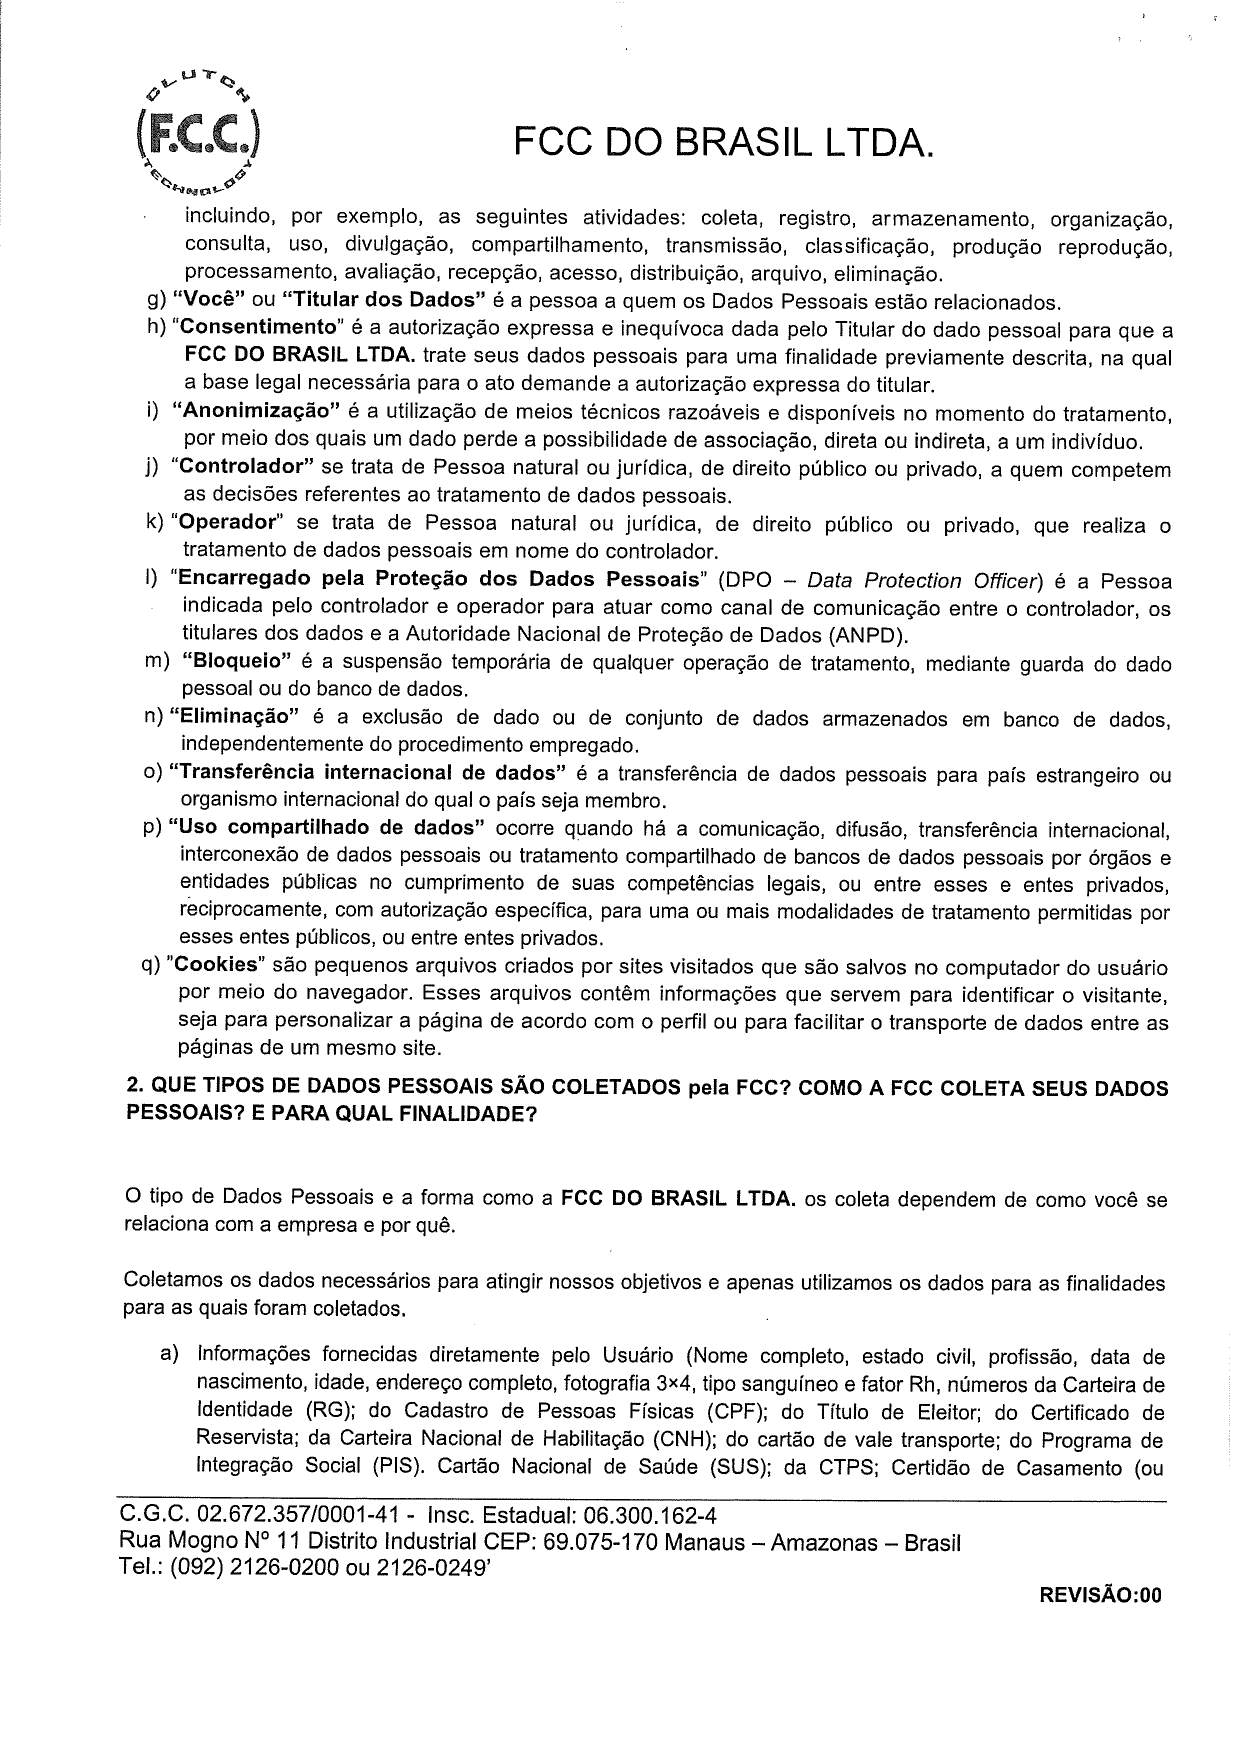 CLUTCH
(F.C.C.)
TECHNOLOGY
FCC DO BRASIL LTDA.
incluindo, por exemplo, as seguintes atividades: coleta, registro, armazenamento, organização,
consulta, uso, divulgação, compartilhamento, transmissão, classificação, produção reprodução,
processamento, avaliação, recepção, acesso, distribuição, arquivo, eliminação.
g) “Você” ou “Titular dos Dados” é a pessoa a quem os Dados Pessoais estão relacionados.
h) “Consentimento” é a autorização expressa e inequívoca dada pelo Titular do dado pessoal para que a
FCC DO BRASIL LTDA. trate seus dados pessoais para uma finalidade previamente descrita, na qual
a base legal necessária para o ato demande a autorização expressa do titular.
i) “Anonimização” é a utilização de meios técnicos razoáveis e disponíveis no momento do tratamento,
por meio dos quais um dado perde a possibilidade de associação, direta ou indireta, a um indivíduo.
j) “Controlador” se trata de Pessoa natural ou jurídica, de direito público ou privado, a quem competem
as decisões referentes ao tratamento de dados pessoais.
k) “Operador” se trata de Pessoa natural ou jurídica, de direito público ou privado, que realiza o
tratamento de dados pessoais em nome do controlador.
l) “Encarregado pela Proteção dos Dados Pessoais” (DPO – Data Protection Officer) é a Pessoa
indicada pelo controlador e operador para atuar como canal de comunicação entre o controlador, os
titulares dos dados e a Autoridade Nacional de Proteção de Dados (ANPD).
m) “Bloqueio” é a suspensão temporária de qualquer operação de tratamento, mediante guarda do dado
pessoal ou do banco de dados.
n) “Eliminação” é a exclusão de dado ou de conjunto de dados armazenados em banco de dados,
independentemente do procedimento empregado.
o) “Transferência internacional de dados” é a transferência de dados pessoais para país estrangeiro ou
organismo internacional do qual o país seja membro.
p) “Uso compartilhado de dados” ocorre quando há a comunicação, difusão, transferência internacional,
interconexão de dados pessoais ou tratamento compartilhado de bancos de dados pessoais por órgãos e
entidades públicas no cumprimento de suas competências legais, ou entre esses e entes privados,
reciprocamente, com autorização específica, para uma ou mais modalidades de tratamento permitidas por
esses entes públicos, ou entre entes privados.
q) "Cookies" são pequenos arquivos criados por sites visitados que são salvos no computador do usuário
por meio do navegador. Esses arquivos contêm informações que servem para identificar o visitante,
seja para personalizar a página de acordo com o perfil ou para facilitar o transporte de dados entre as
páginas de um mesmo site.
2. QUE TIPOS DE DADOS PESSOAIS SÃO COLETADOS pela FCC? COMO A FCC COLETA SEUS DADOS
PESSOAIS? E PARA QUAL FINALIDADE?
O tipo de Dados Pessoais e a forma como a FCC DO BRASIL LTDA. os coleta dependem de como você se
relaciona com a empresa e por quê.
Coletamos os dados necessários para atingir nossos objetivos e apenas utilizamos os dados para as finalidades
para as quais foram coletados.
a) Informações fornecidas diretamente pelo Usuário (Nome completo, estado civil, profissão, data de
nascimento, idade, endereço completo, fotografia 3×4, tipo sanguíneo e fator Rh, números da Carteira de
Identidade (RG); do Cadastro de Pessoas Físicas (CPF); do Título de Eleitor; do Certificado de
Reservista; da Carteira Nacional de Habilitação (CNH); do cartão de vale transporte; do Programa de
Integração Social (PIS). Cartão Nacional de Saúde (SUS); da CTPS; Certidão de Casamento (ou
C.G.C. 02.672.357/0001-41 - Insc. Estadual: 06.300.162-4
Rua Mogno Nº 11 Distrito Industrial CEP: 69.075-170 Manaus – Amazonas – Brasil
Tel.: (092) 2126-0200 ou 2126-0249’
REVISÃO:00